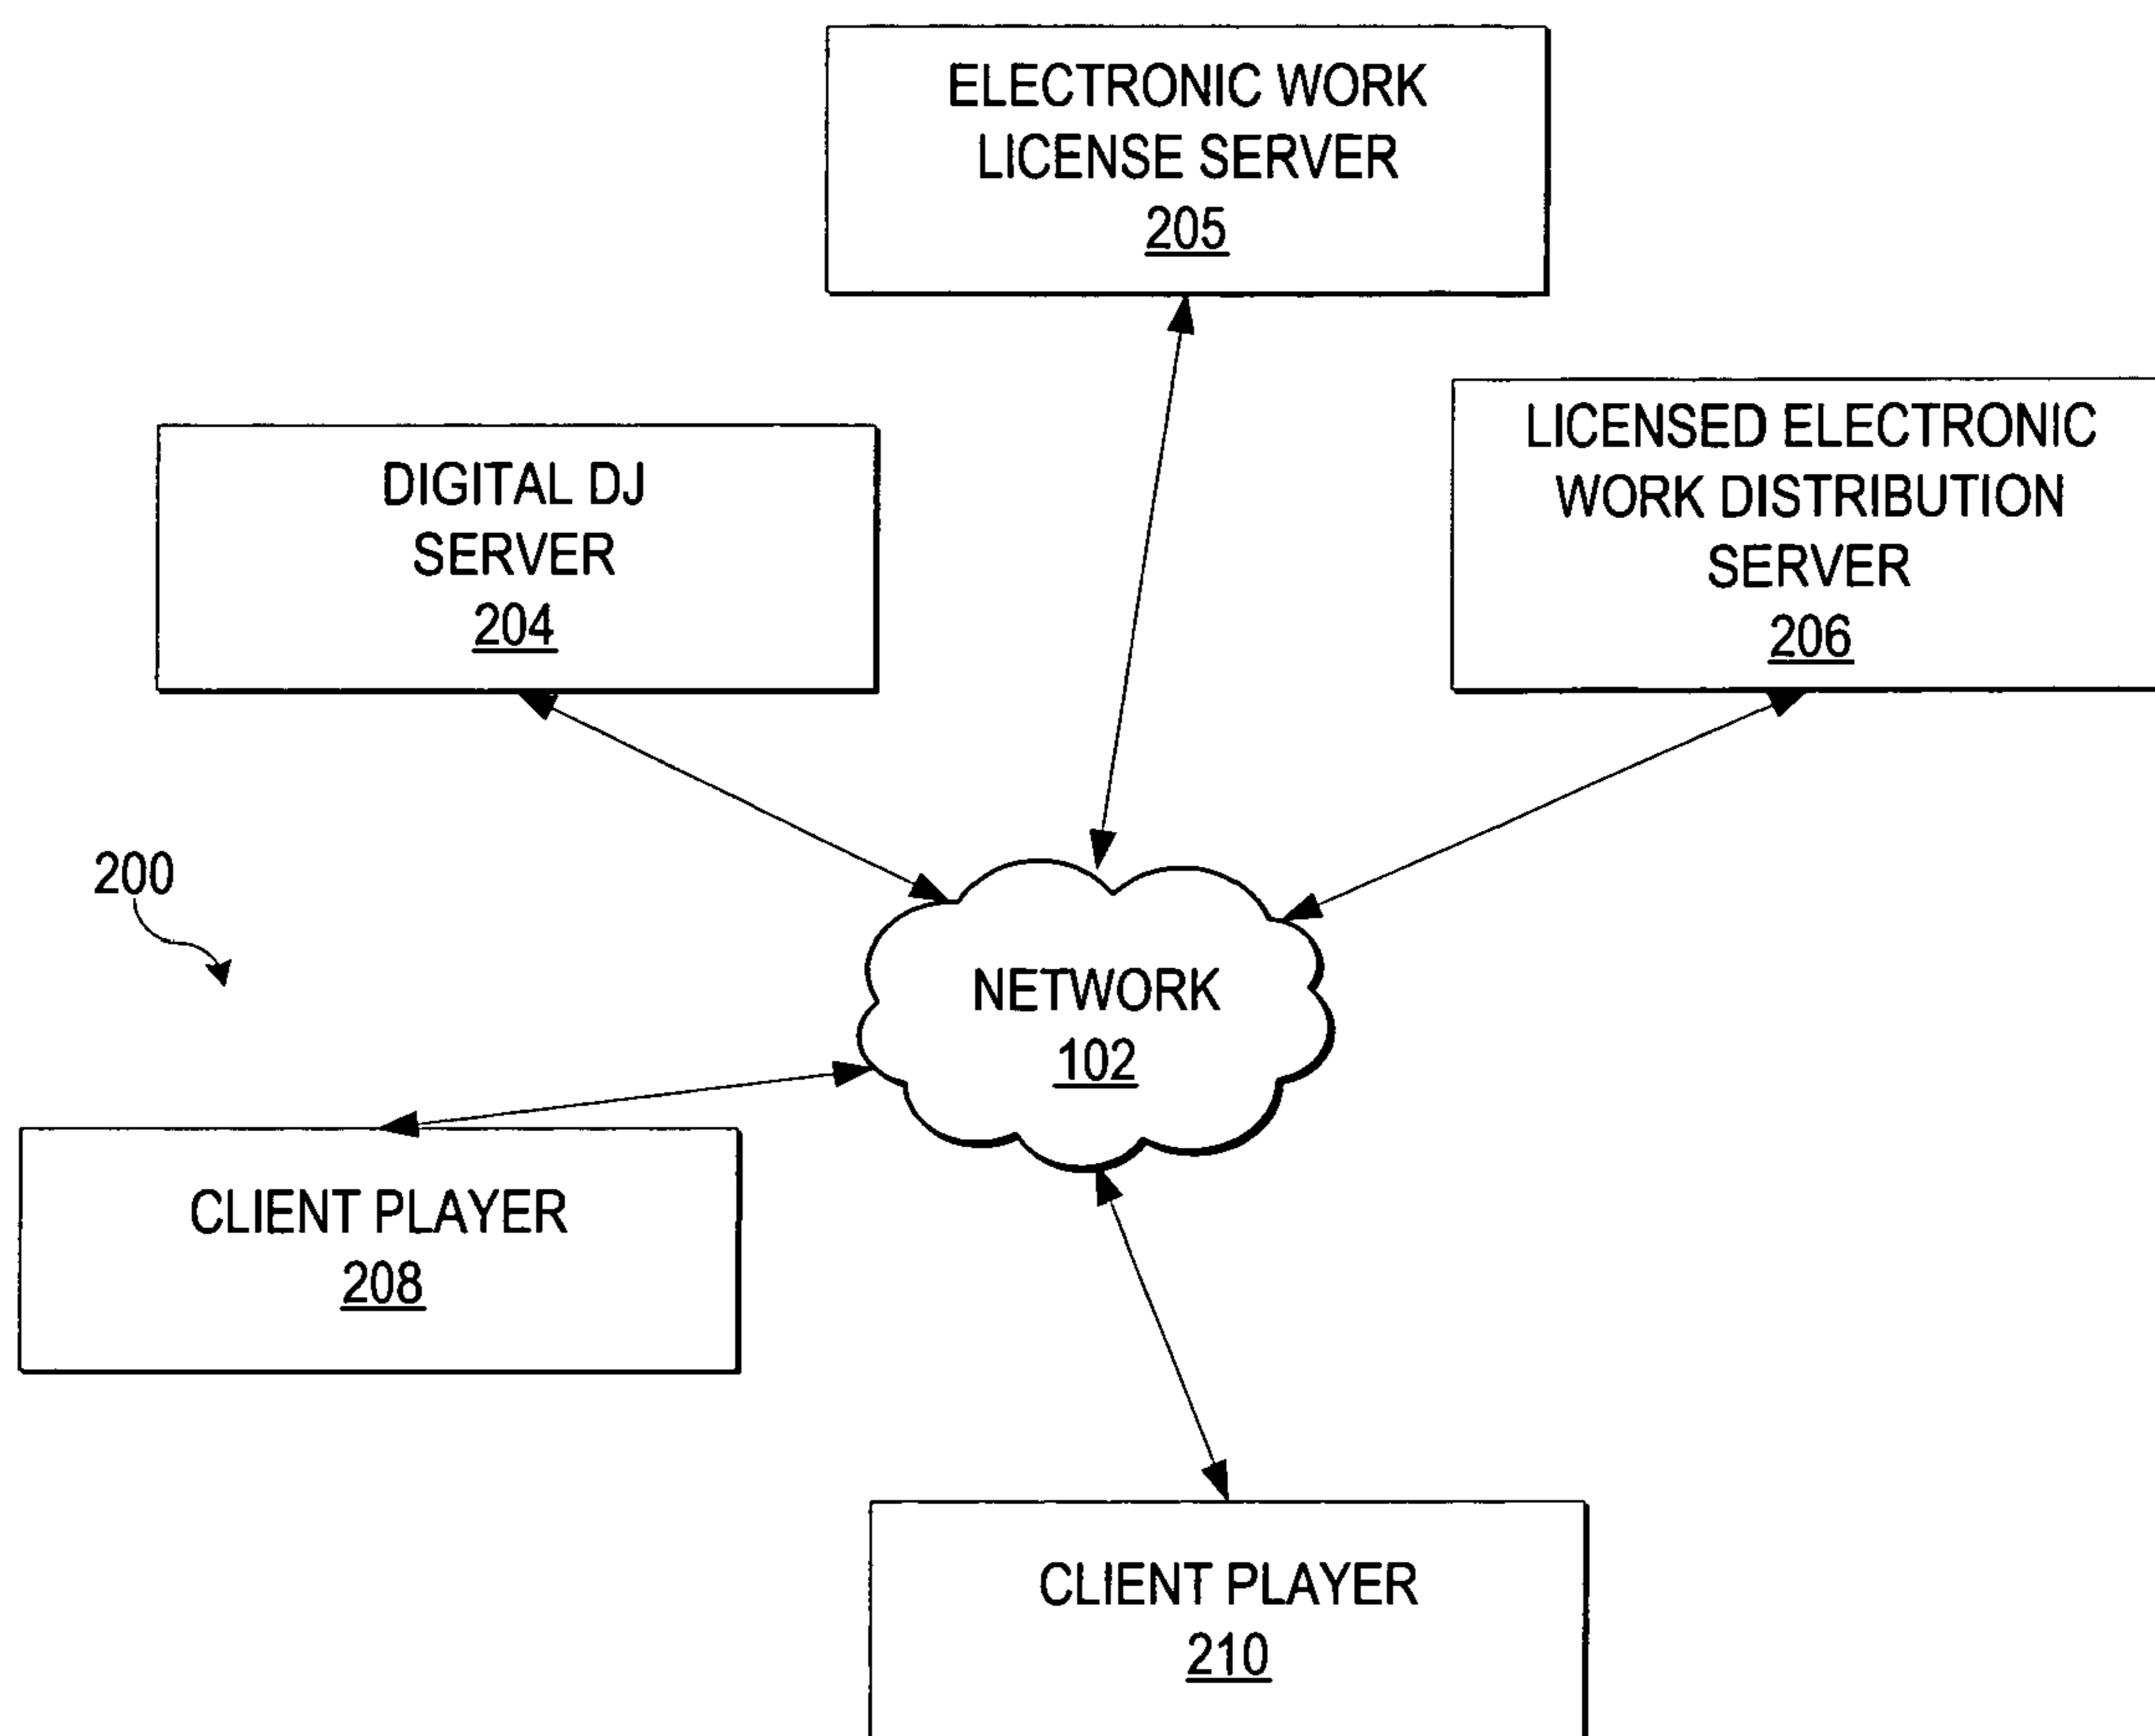 ELECTRONIC WORK
LICENSE SERVER
205
DIGITAL DJ
SERVER
204
LICENSED ELECTRONIC
WORK DISTRIBUTION
SERVER
206
200
NETWORK
102
CLIENT PLAYER
208
CLIENT PLAYER
210